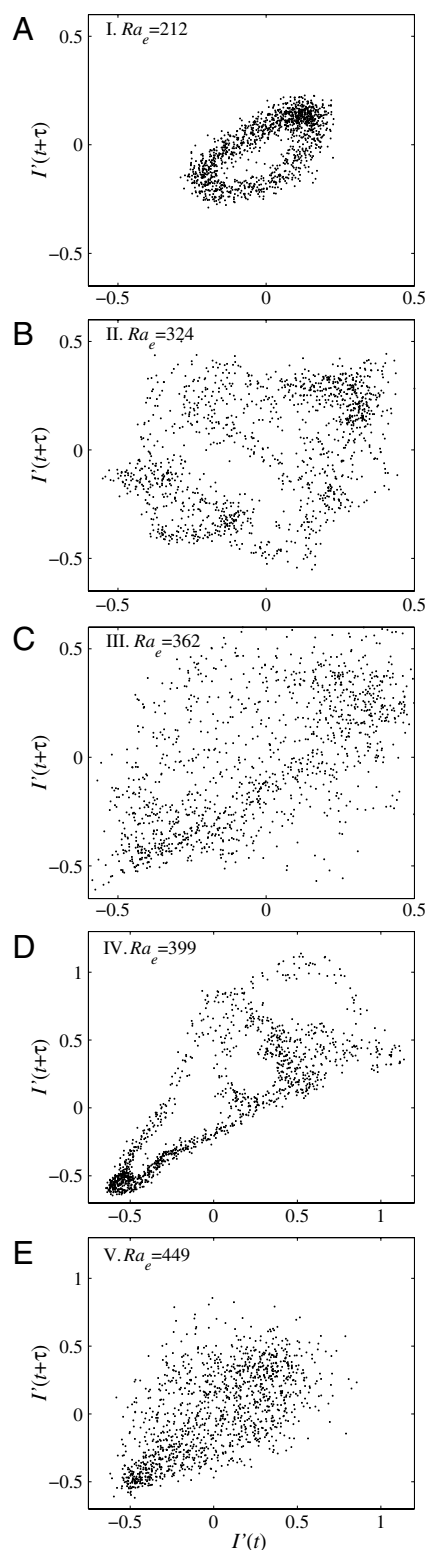 A
I. Ra_e=212
0.5
0
−0.5
I'(t+τ)
−0.5 0 0.5
B
II. Ra_e=324
0.5
0
−0.5
I'(t+τ)
−0.5 0 0.5
C
III. Ra_e=362
0.5
0
−0.5
I'(t+τ)
−0.5 0 0.5
D
IV. Ra_e=399
1
0.5
0
−0.5
I'(t+τ)
−0.5 0 0.5 1
E
V. Ra_e=449
1
0.5
0
−0.5
I'(t+τ)
−0.5 0 0.5 1
I'(t)